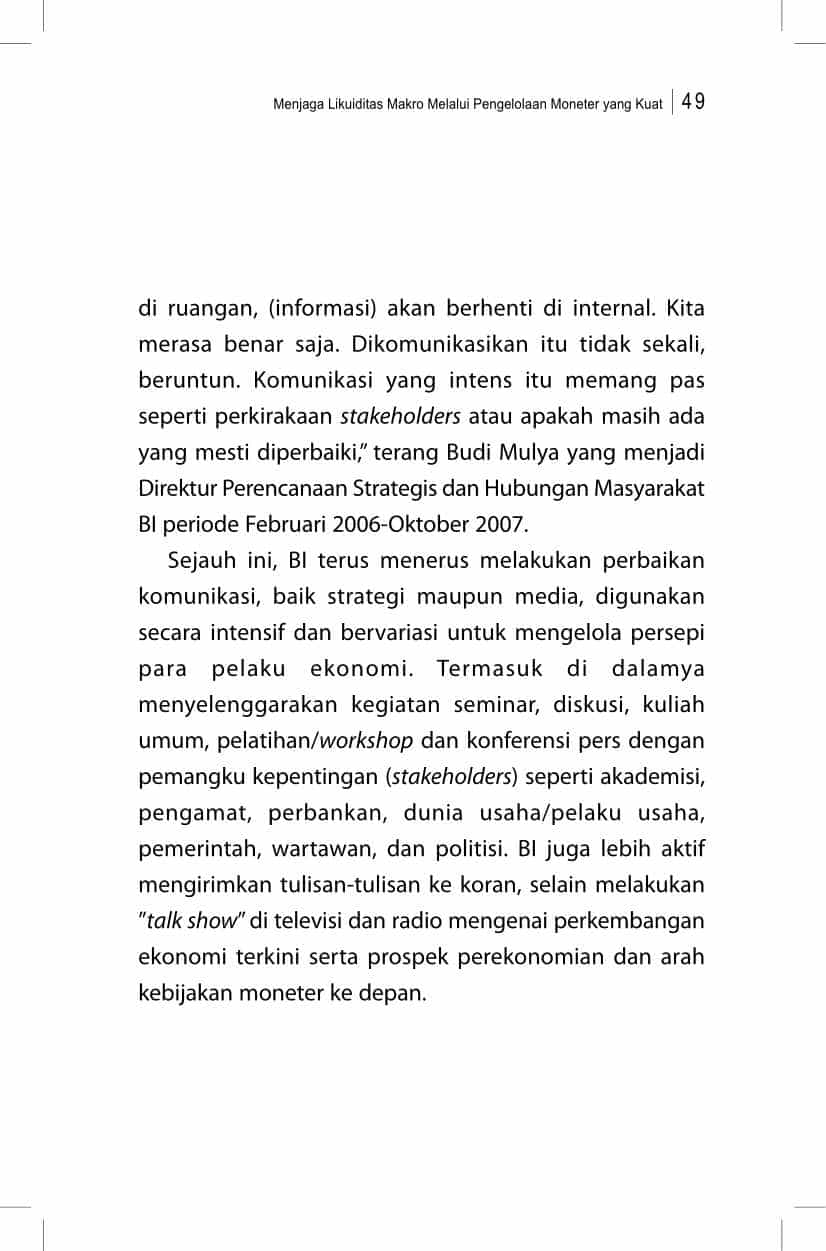 Menjaga Likuiditas Makro Melalui Pengelolaan Moneter yang Kuat 49
di ruangan, (informasi) akan berhenti di internal. Kita
merasa benar saja. Dikomunikasikan itu tidak sekali,
beruntun. Komunikasi yang intens itu memang pas
seperti perkirakaan stakeholders atau apakah masih ada
yang mesti diperbaiki,” terang Budi Mulya yang menjadi
Direktur Perencanaan Strategis dan Hubungan Masyarakat
BI periode Februari 2006-Oktober 2007.
Sejauh ini, BI terus menerus melakukan perbaikan
komunikasi, baik strategi maupun media, digunakan
secara intensif dan bervariasi untuk mengelola persepi
para pelaku ekonomi. Termasuk di dalamya
menyelenggarakan kegiatan seminar, diskusi, kuliah
umum, pelatihan/workshop dan konferensi pers dengan
pemangku kepentingan (stakeholders) seperti akademisi,
pengamat, perbankan, dunia usaha/pelaku usaha,
pemerintah, wartawan, dan politisi. BI juga lebih aktif
mengirimkan tulisan-tulisan ke koran, selain melakukan
”talk show” di televisi dan radio mengenai perkembangan
ekonomi terkini serta prospek perekonomian dan arah
kebijakan moneter ke depan.